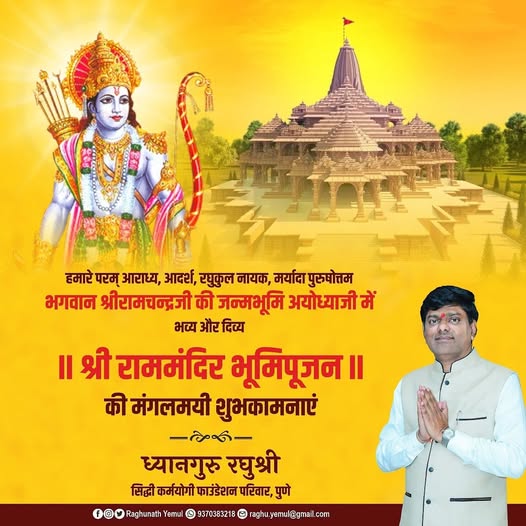 हमारे परम् आराध्य, आदर्श, रघुकुल नायक, मर्यादा पुरुषोत्तम
भगवान श्रीरामचन्द्रजी की जन्मभूमि अयोध्याजी में
भव्य और दिव्य
॥ श्री राममंदिर भूमिपूजन ॥
की मंगलमयी शुभकामनाएं
ध्यानगुरु रघुश्री
सिद्धी कर्मयोगी फाउंडेशन परिवार, पुणे
Raghunath Yemul 9370383218 raghu.yemul@gmail.com